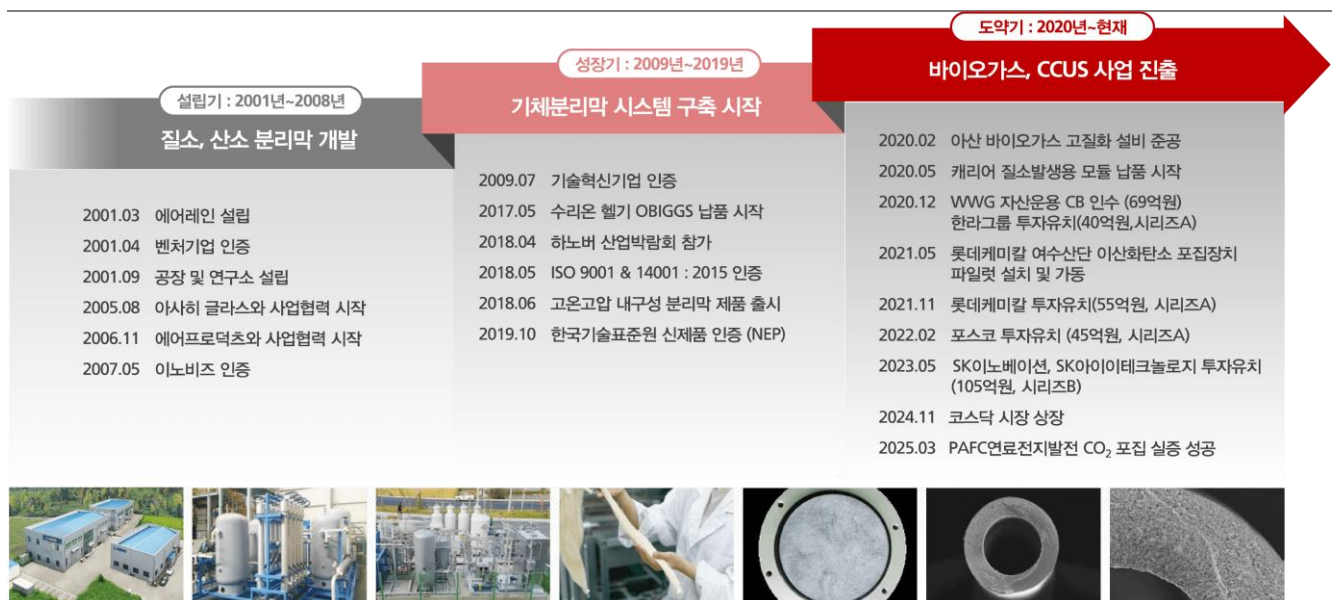 설립기 : 2001년~2008년
질소, 산소 분리막 개발
2001.03 에어레인 설립
2001.04 벤처기업 인증
2001.09 공장 및 연구소 설립
2005.08 아사히 글라스와 사업협력 시작
2006.11 에어프로덕츠와 사업협력 시작
2007.05 이노비즈 인증
성장기 : 2009년~2019년
기체분리막 시스템 구축 시작
2009.07 기술혁신기업 인증
2017.05 수리온 헬기 OBIGGS 납품 시작
2018.04 하노버 산업박람회 참가
2018.05 ISO 9001 & 14001 : 2015 인증
2018.06 고온고압 내구성 분리막 제품 출시
2019.10 한국기술표준원 신제품 인증 (NEP)
도약기 : 2020년~현재
바이오가스, CCUS 사업 진출
2020.02 아산 바이오가스 고질화 설비 준공
2020.05 캐리어 질소발생용 모듈 납품 시작
2020.12 WWG 자산운용 CB 인수 (69억원)
한라그룹 투자유치(40억원,시리즈A)
2021.05 롯데케미칼 여수산단 이산화탄소 포집장치
파일럿 설치 및 가동
2021.11 롯데케미칼 투자유치(55억원, 시리즈A)
2022.02 포스코 투자유치 (45억원, 시리즈A)
2023.05 SK이노베이션, SK아이이테크놀로지 투자유치
(105억원, 시리즈B)
2024.11 코스닥 시장 상장
2025.03 PAFC연료전지발전 CO₂ 포집 실증 성공